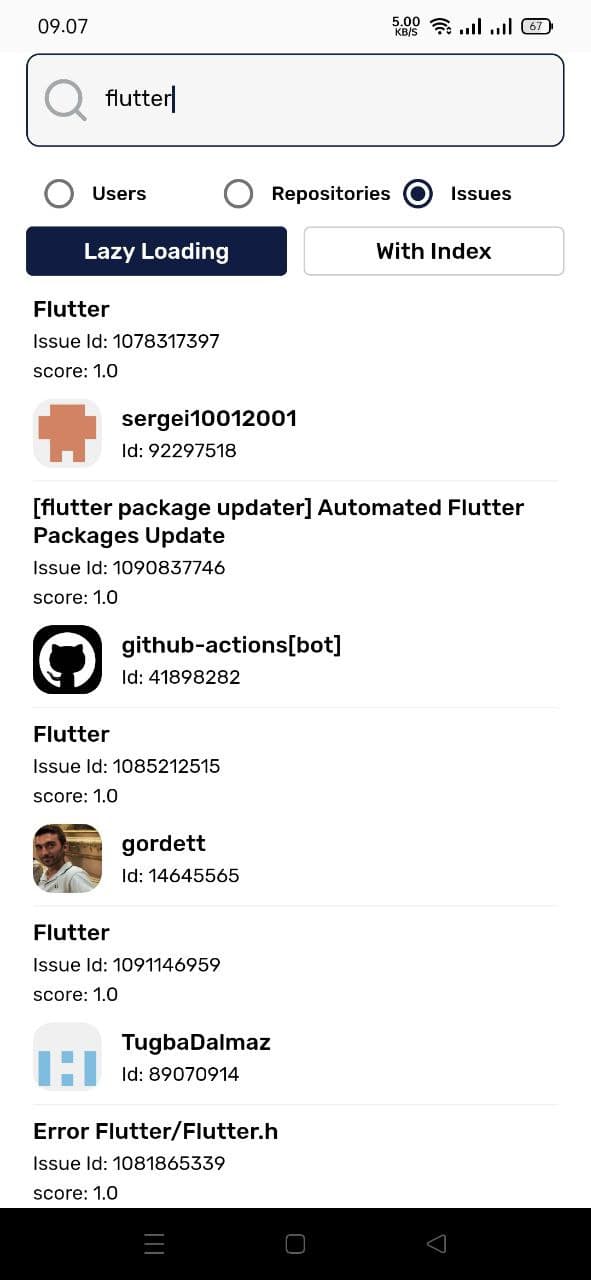 09.07
5.00
KB/S
67
flutter
Users Repositories Issues
Lazy Loading With Index
Flutter
Issue Id: 1078317397
score: 1.0
sergei10012001
Id: 92297518
[flutter package updater] Automated Flutter
Packages Update
Issue Id: 1090837746
score: 1.0
github-actions[bot]
Id: 41898282
Flutter
Issue Id: 1085212515
score: 1.0
gordett
Id: 14645565
Flutter
Issue Id: 1091146959
score: 1.0
TugbaDalmaz
Id: 89070914
Error Flutter/Flutter.h
Issue Id: 1081865339
score: 1.0